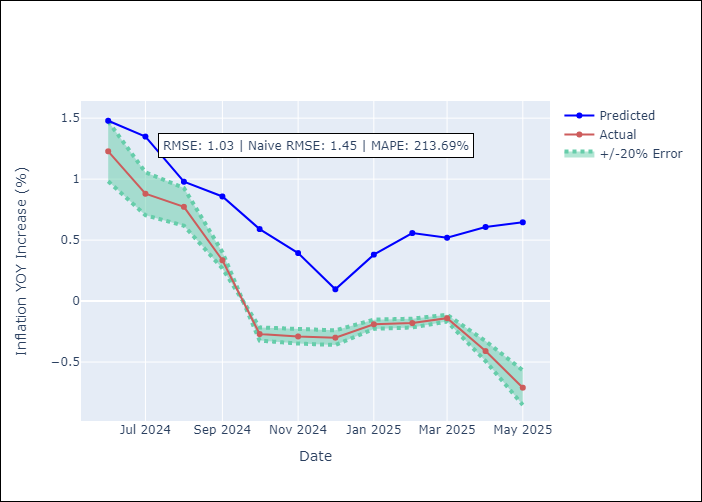 RMSE: 1.03 | Naive RMSE: 1.45 | MAPE: 213.69%
Predicted
Actual
+/-20% Error
Inflation YOY Increase (%)
1.5
1
0.5
0
−0.5
Jul 2024
Sep 2024
Nov 2024
Jan 2025
Mar 2025
May 2025
Date